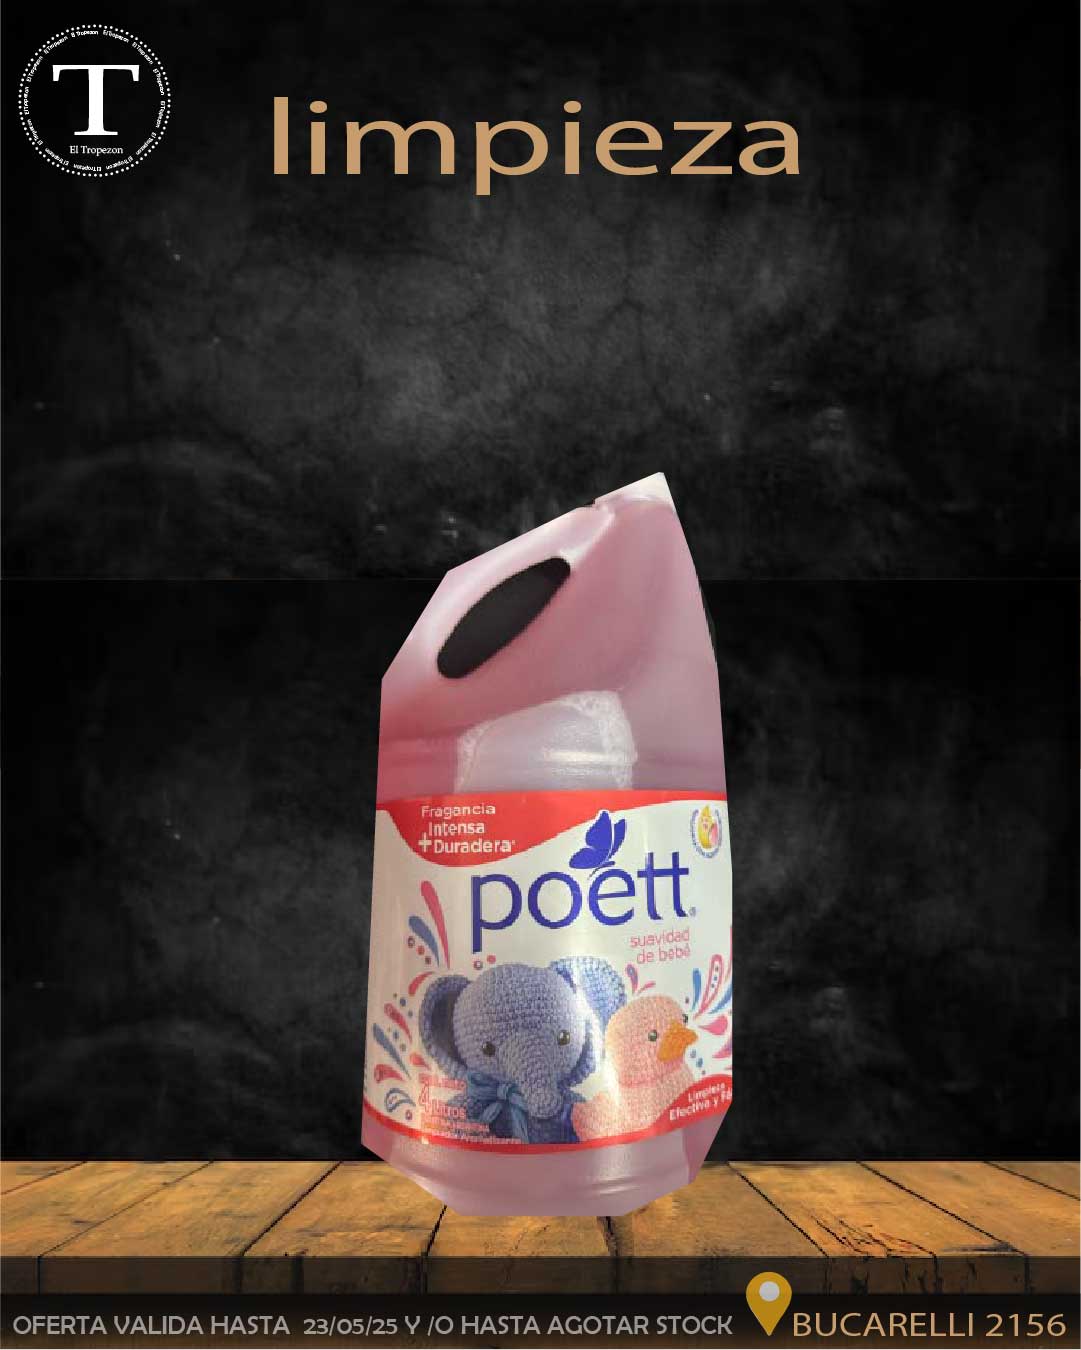 T
El Tropezon
limpieza
Fragancia
Intensa
+Duradera
poett
suavidad
de bebé
4 Litros
Limpieza
Efectiva y
OFERTA VALIDA HASTA 23/05/25 Y /O HASTA AGOTAR STOCK
BUCARELLI 2156